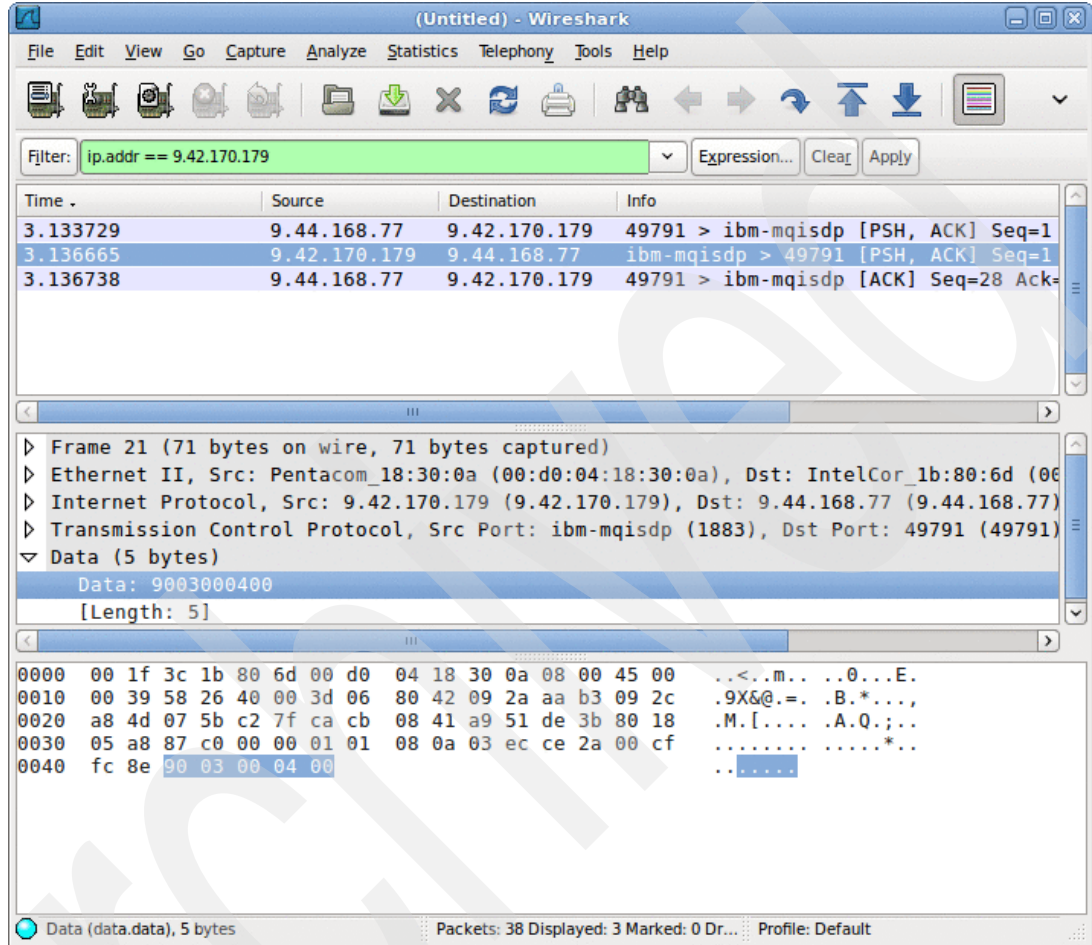 (Untitled) - Wireshark
File Edit View Go Capture Analyze Statistics Telephony Tools Help
Filter: ip.addr == 9.42.170.179 Expression... Clear Apply
Time Source Destination Info
3.133729 9.44.168.77 9.42.170.179 49791 > ibm-mqisdp [PSH, ACK] Seq=1
3.136665 9.42.170.179 9.44.168.77 ibm-mqisdp > 49791 [PSH, ACK] Seq=1
3.136738 9.44.168.77 9.42.170.179 49791 > ibm-mqisdp [ACK] Seq=28 Ack=
Frame 21 (71 bytes on wire, 71 bytes captured)
Ethernet II, Src: Pentacom_18:30:0a (00:d0:04:18:30:0a), Dst: IntelCor_1b:80:6d (00
Internet Protocol, Src: 9.42.170.179 (9.42.170.179), Dst: 9.44.168.77 (9.44.168.77)
Transmission Control Protocol, Src Port: ibm-mqisdp (1883), Dst Port: 49791 (49791)
Data (5 bytes)
Data: 9003000400
[Length: 5]
0000 00 1f 3c 1b 80 6d 00 d0 04 18 30 0a 08 00 45 00 ..<..m.. ..0...E.
0010 00 39 58 26 40 00 3d 06 80 42 09 2a aa b3 09 2c .9X&@.=. .B.*...,
0020 a8 4d 07 5b c2 7f ca cb 08 41 a9 51 de 3b 80 18 .M.[.... .A.Q.;..
0030 05 a8 87 c0 00 00 01 01 08 0a 03 ec ce 2a 00 cf ........ .....*..
0040 fc 8e 90 03 00 04 00 .......
Data (data.data), 5 bytes Packets: 38 Displayed: 3 Marked: 0 Dr... Profile: Default